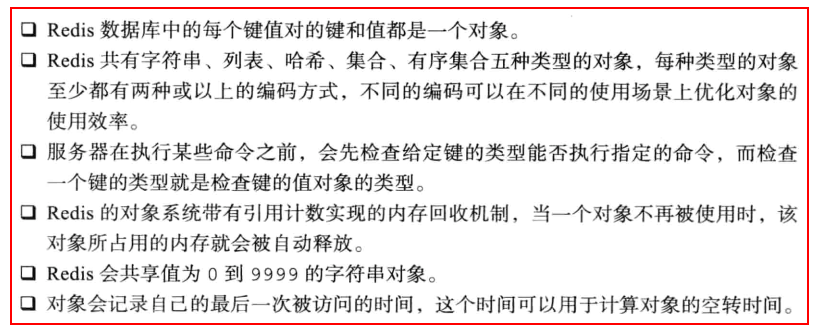 ❏ Redis 数据库中的每个键值对的键和值都是一个对象。
❏ Redis 共有字符串、列表、哈希、集合、有序集合五种类型的对象，每种类型的对象
至少都有两种或以上的编码方式，不同的编码可以在不同的使用场景上优化对象的
使用效率。
❏ 服务器在执行某些命令之前，会先检查给定键的类型能否执行指定的命令，而检查
一个键的类型就是检查键的值对象的类型。
❏ Redis 的对象系统带有引用计数实现的内存回收机制，当一个对象不再被使用时，该
对象所占用的内存就会被自动释放。
❏ Redis 会共享值为 0 到 9999 的字符串对象。
❏ 对象会记录自己的最后一次被访问的时间，这个时间可以用于计算对象的空转时间。